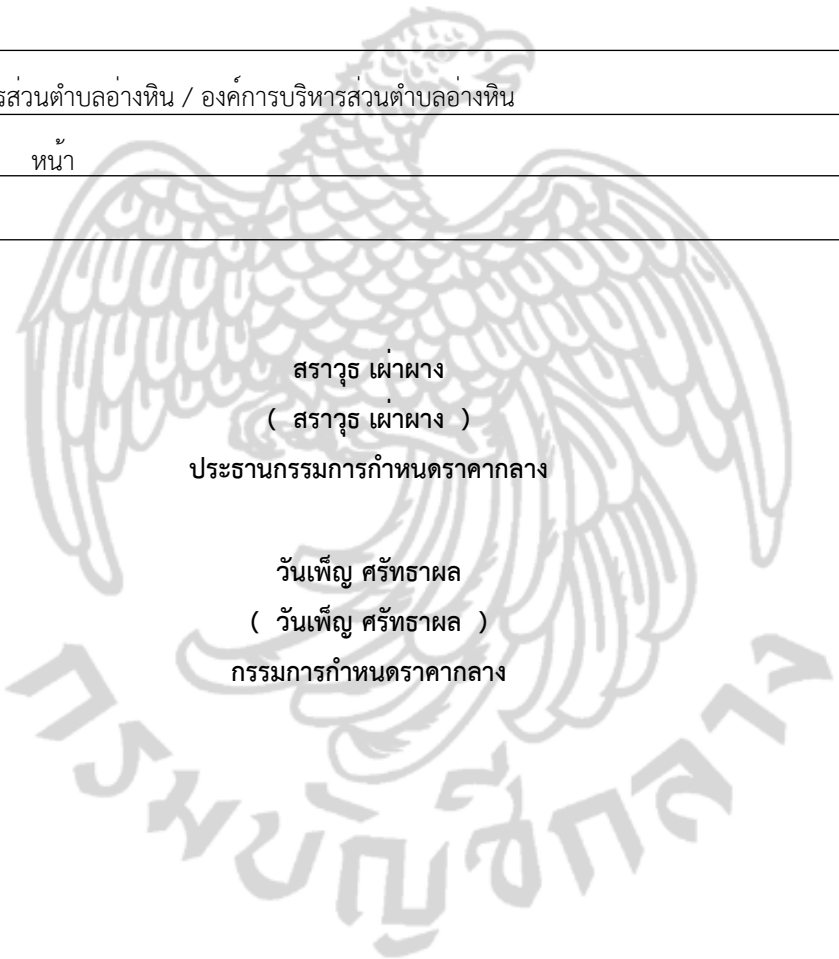 รส่วนตำบลอ่างหิน / องค์การบริหารส่วนตำบลอ่างหิน
หน้า
สราวุธ เผ่าผาง
( สราวุธ เผ่าผาง )
ประธานกรรมการกำหนดราคากลาง
วันเพ็ญ ศรัทธาผล
( วันเพ็ญ ศรัทธาผล )
กรรมการกำหนดราคากลาง
กรมบัญชีกลาง